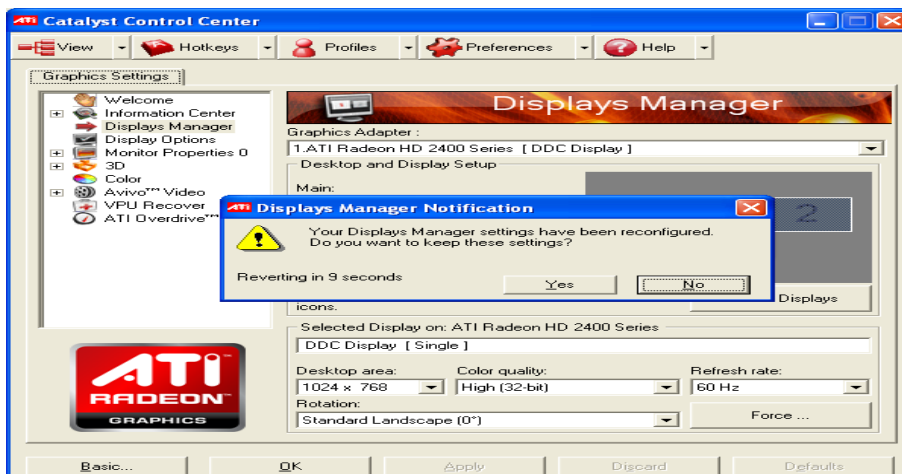 ATI Catalyst Control Center
View
Hotkeys
Profiles
Preferences
Help
Graphics Settings
Welcome
Information Center
Displays Manager
Display Options
Monitor Properties 0
3D
Color
Avivo™ Video
VPU Recover
ATI Overdrive™
Displays Manager
Graphics Adapter :
1.ATI Radeon HD 2400 Series [ DDC Display ]
Desktop and Display Setup
Main:
2
ATI Displays Manager Notification
Your Displays Manager settings have been reconfigured.
Do you want to keep these settings?
Reverting in 9 seconds
Yes
No
Displays
icons.
Selected Display on: ATI Radeon HD 2400 Series
DDC Display [ Single ]
Desktop area:
Color quality:
Refresh rate:
1024 x 768
High (32-bit)
60 Hz
Rotation:
Standard Landscape (0°)
Force ...
ATI™
RADEON™
GRAPHICS
Basic...
OK
Apply
Discard
Defaults